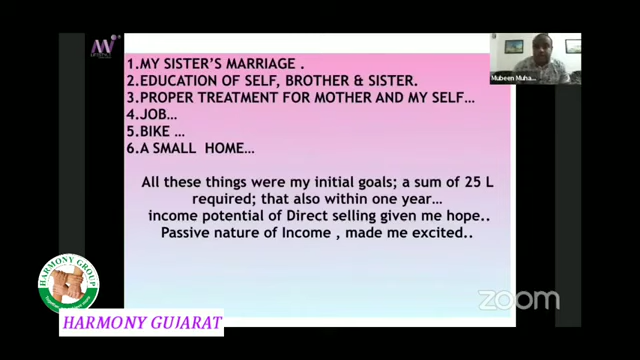 1.MY SISTER'S MARRIAGE .
2.EDUCATION OF SELF, BROTHER & SISTER.
3.PROPER TREATMENT FOR MOTHER AND MY SELF...
4.JOB...
5.BIKE ...
6.A SMALL HOME...
All these things were my initial goals; a sum of 25 L
required; that also within one year...
income potential of Direct selling given me hope..
Passive nature of Income , made me excited..
Mubeen Muha...
HARMONY GROUP
HARMONY GUJARAT
zoom